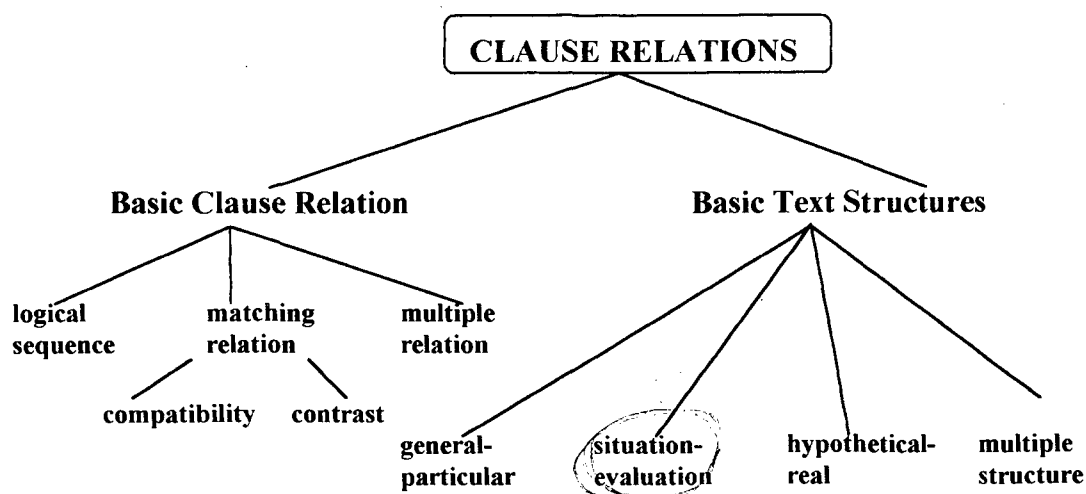 CLAUSE RELATIONS
Basic Clause Relation
Basic Text Structures
logical
sequence
matching
relation
multiple
relation
compatibility
contrast
general-
particular
situation-
evaluation
hypothetical-
real
multiple
structure